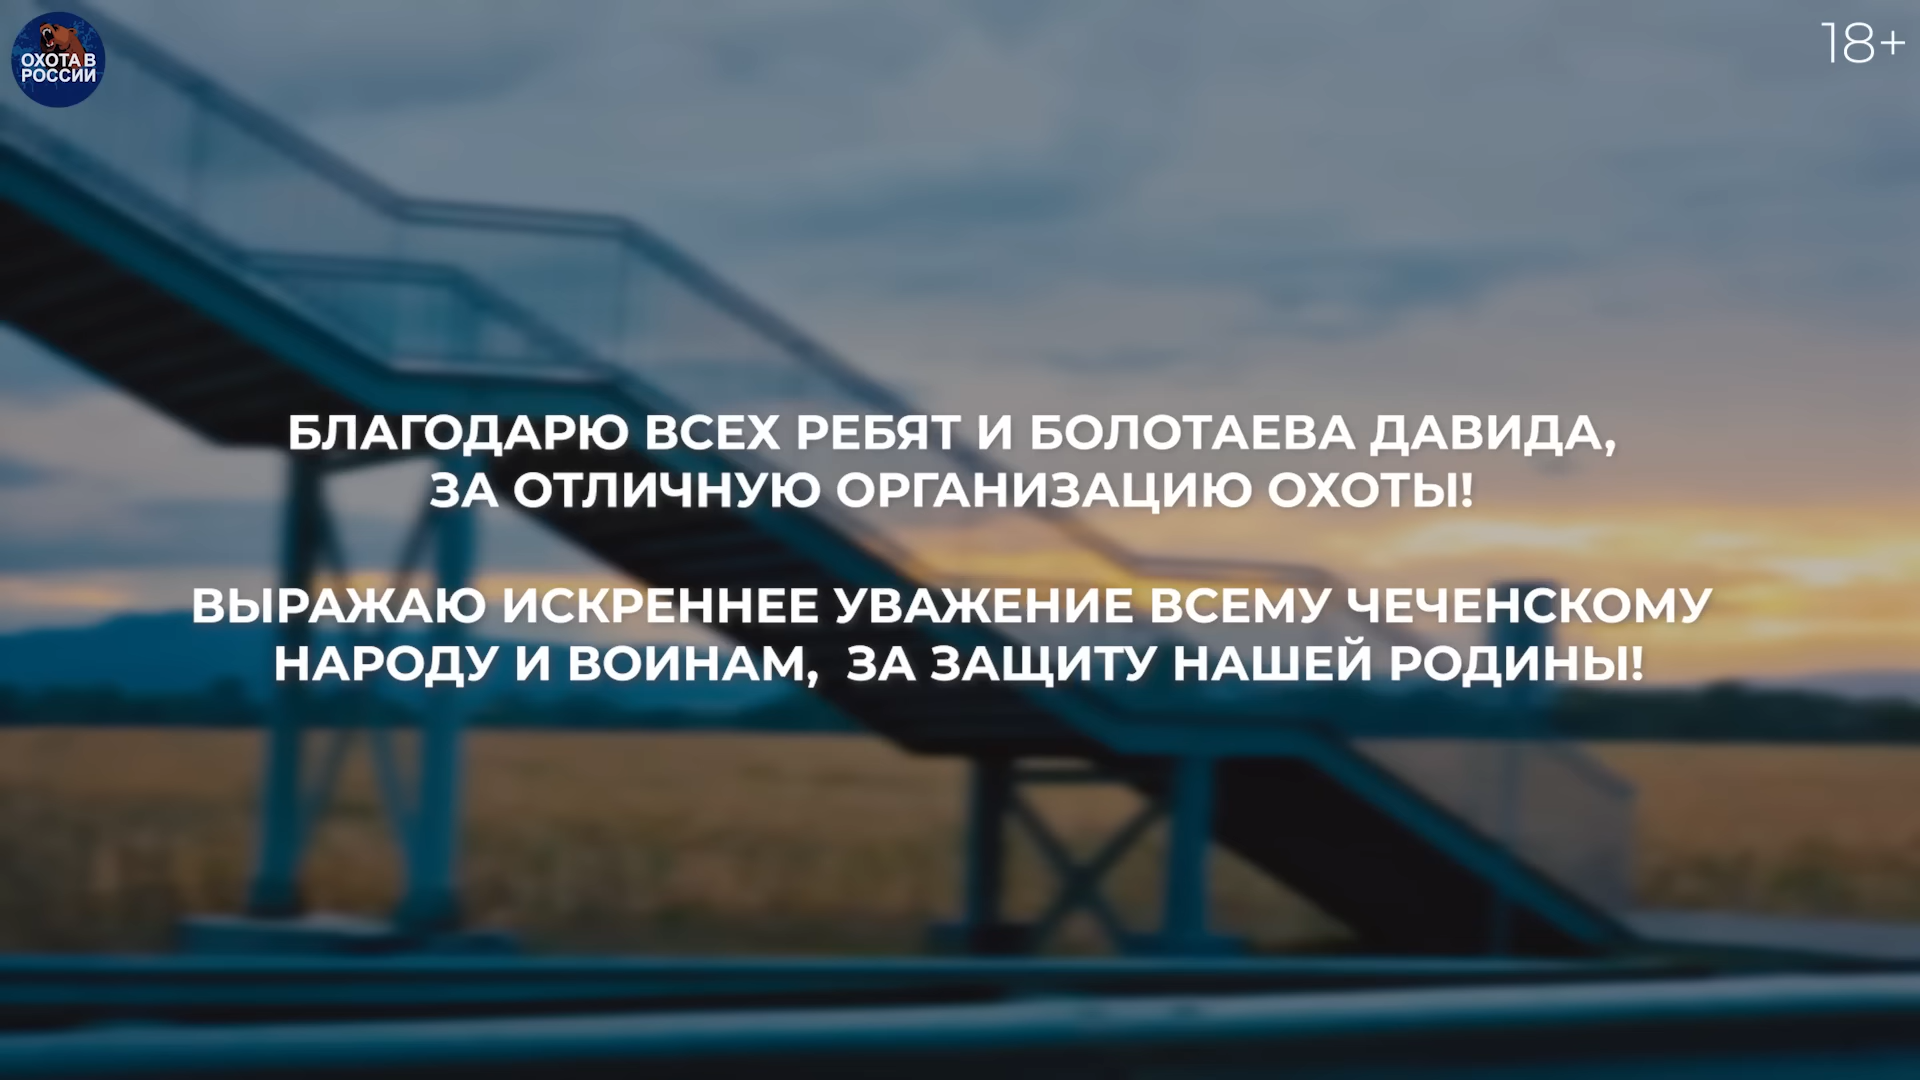 ОХОТА В
РОССИИ
18+
БЛАГОДАРЮ ВСЕХ РЕБЯТ И БОЛОТАЕВА ДАВИДА,
ЗА ОТЛИЧНУЮ ОРГАНИЗАЦИЮ ОХОТЫ!
ВЫРАЖАЮ ИСКРЕННЕЕ УВАЖЕНИЕ ВСЕМУ ЧЕЧЕНСКОМУ
НАРОДУ И ВОИНАМ,  ЗА ЗАЩИТУ НАШЕЙ РОДИНЫ!